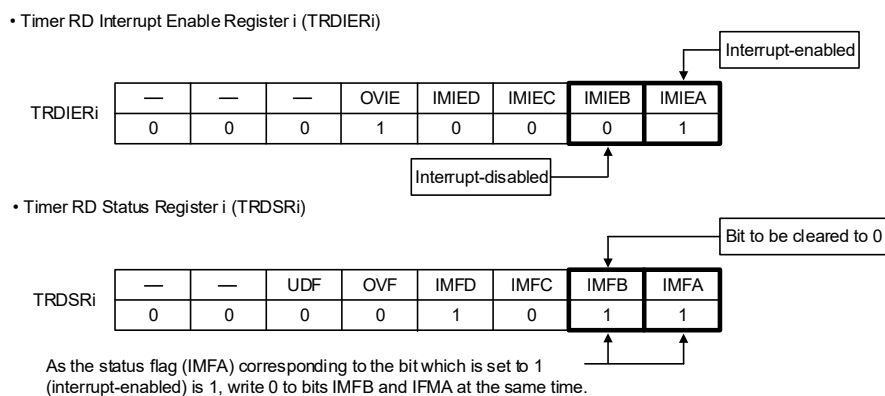 • Timer RD Interrupt Enable Register i (TRDIERi)
Interrupt-enabled
TRDIERi
— — — OVIE IMIED IMIEC IMIEB IMIEA
0 0 0 1 0 0 0 1
Interrupt-disabled
• Timer RD Status Register i (TRDSRi)
Bit to be cleared to 0
TRDSRi
— — UDF OVF IMFD IMFC IMFB IMFA
0 0 0 0 1 0 1 1
As the status flag (IMFA) corresponding to the bit which is set to 1
(interrupt-enabled) is 1, write 0 to bits IMFB and IFMA at the same time.